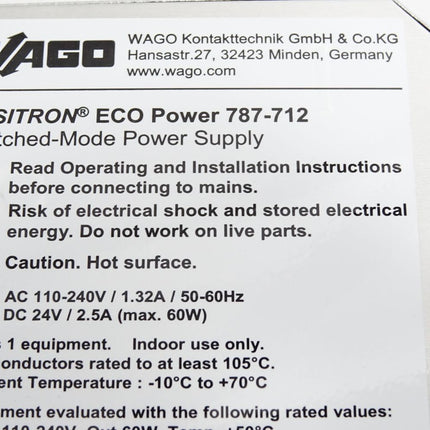 WAGO
WAGO Kontakttechnik GmbH & Co.KG
Hansastr.27, 32423 Minden, Germany
www.wago.com
SITRON® ECO Power 787-712
tched-Mode Power Supply
Read Operating and Installation Instructions
before connecting to mains.
Risk of electrical shock and stored electrical
energy. Do not work on live parts.
Caution. Hot surface.
AC 110-240V / 1.32A / 50-60Hz
DC 24V / 2.5A (max. 60W)
s 1 equipment. Indoor use only.
onductors rated to at least 105°C.
ent Temperature : -10°C to +70°C
ment evaluated with the following rated values: